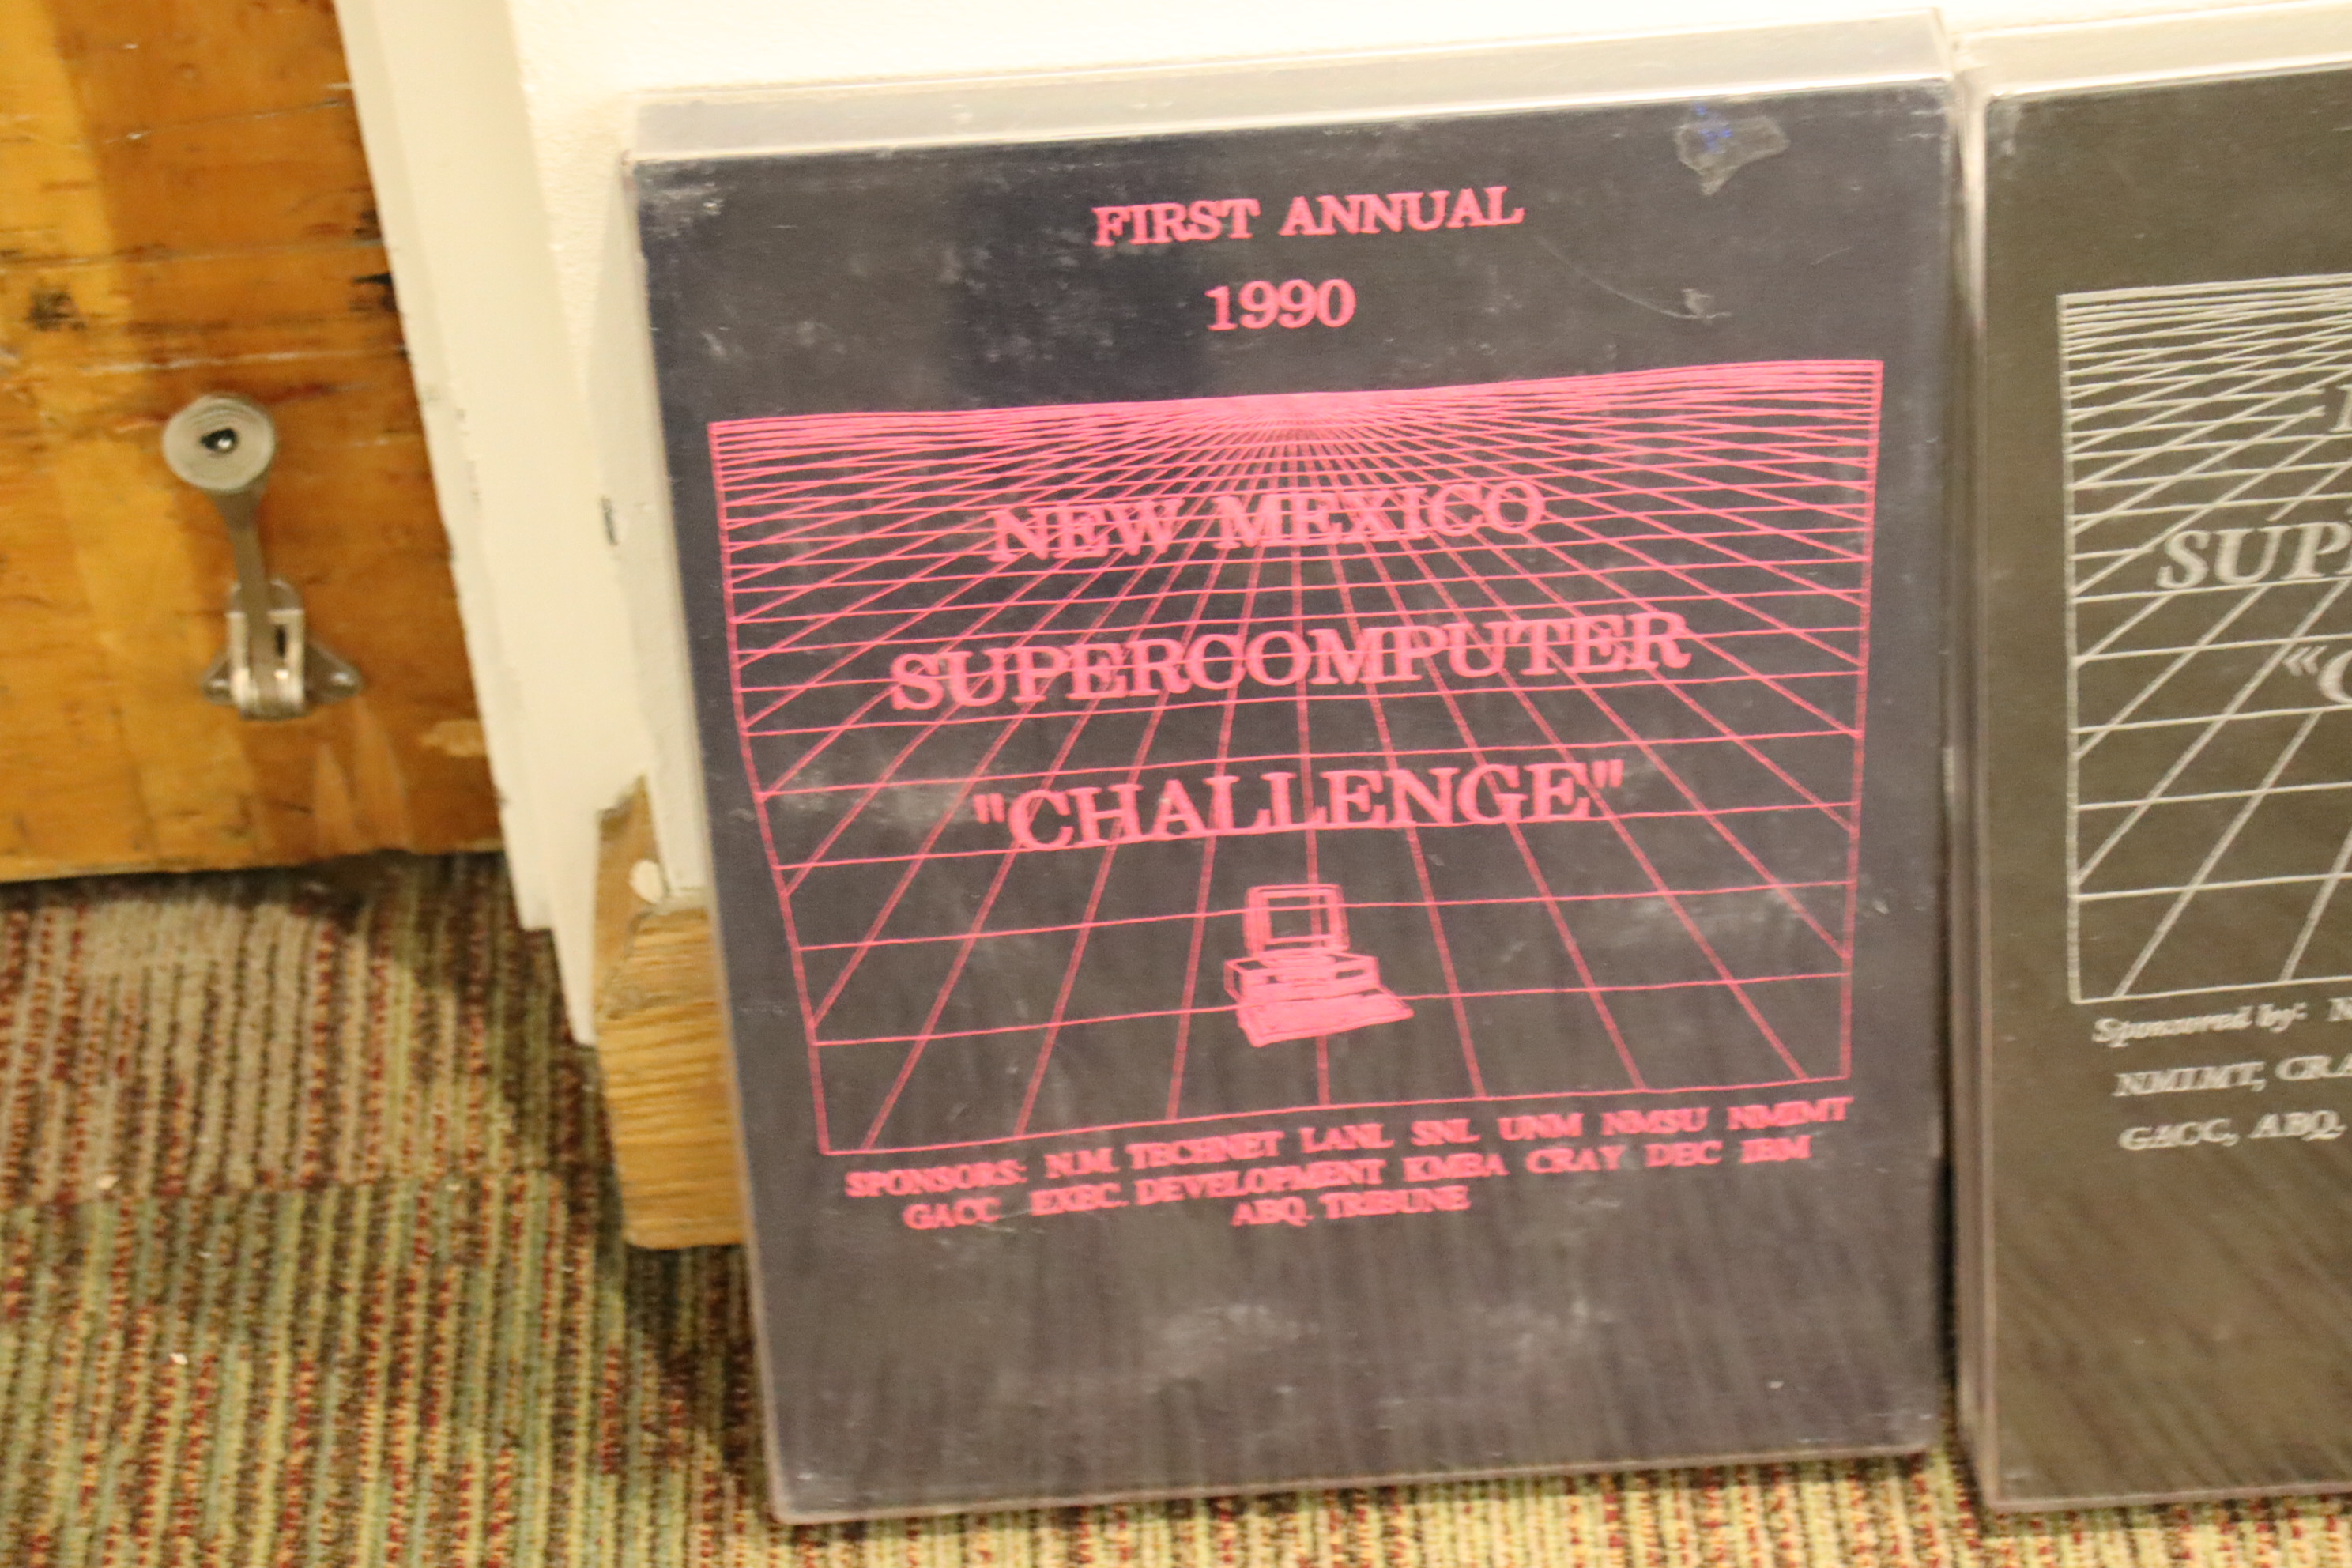 FIRST ANNUAL
1990
NEW MEXICO
SUPERCOMPUTER
"CHALLENGE"
SPONSORS: N.M. TECHNET LANL SNL UNM NMSU NMIMT
GACC EXEC. DEVELOPMENT KMBA CRAY DEC IBM
ABQ. TRIBUNE
SUP
"C
Sponsored by: N
NMIMT, CRA
GACC, ABQ.